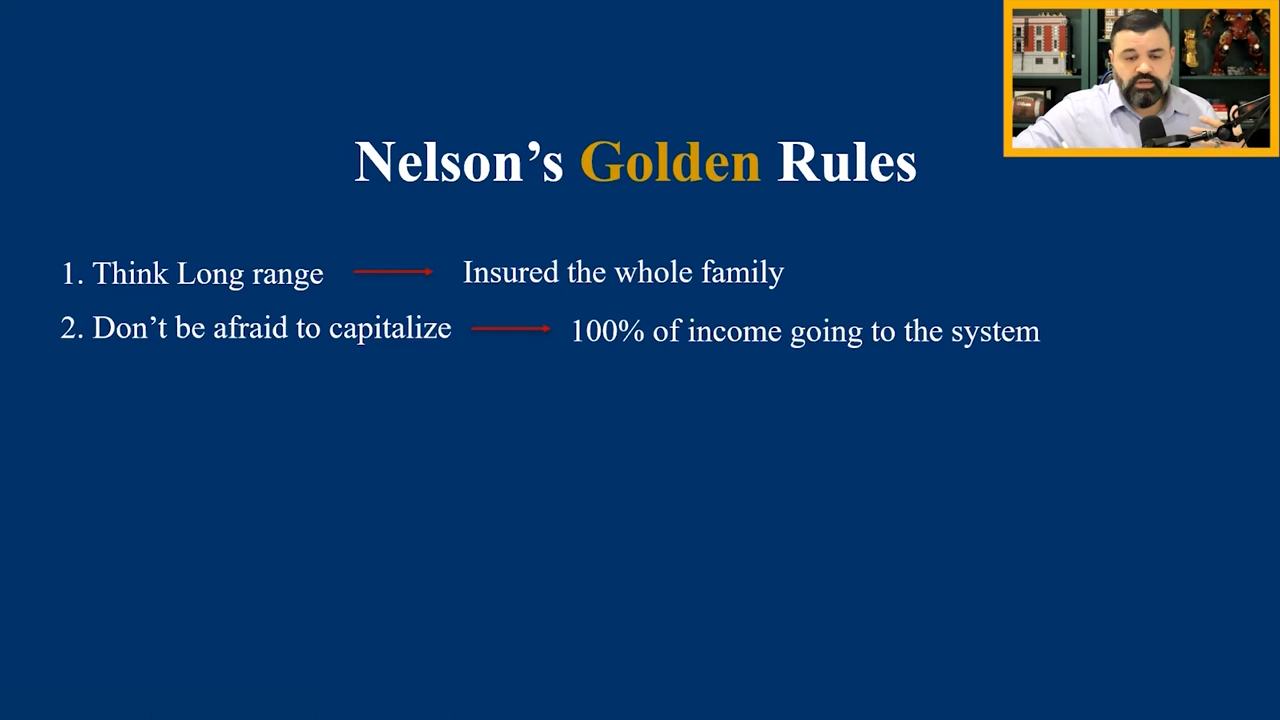 Nelson’s Golden Rules
1. Think Long range
Insured the whole family
2. Don’t be afraid to capitalize
100% of income going to the system